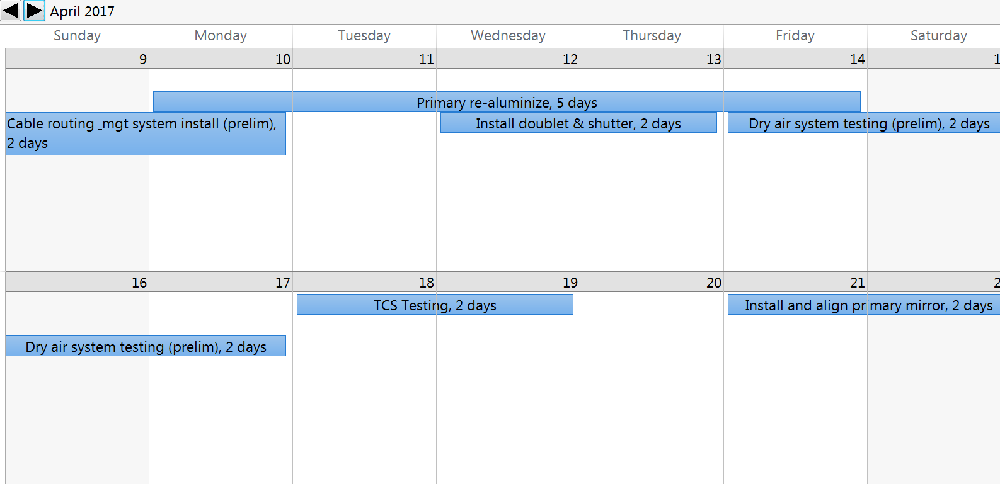 April 2017
Sunday Monday Tuesday Wednesday Thursday Friday Saturday
9 10 11 12 13 14 1
Primary re-aluminize, 5 days
Cable routing _mgt system install (prelim), Install doublet & shutter, 2 days Dry air system testing (prelim), 2 days
2 days
16 17 18 19 20 21 2
TCS Testing, 2 days Install and align primary mirror, 2 days
Dry air system testing (prelim), 2 days